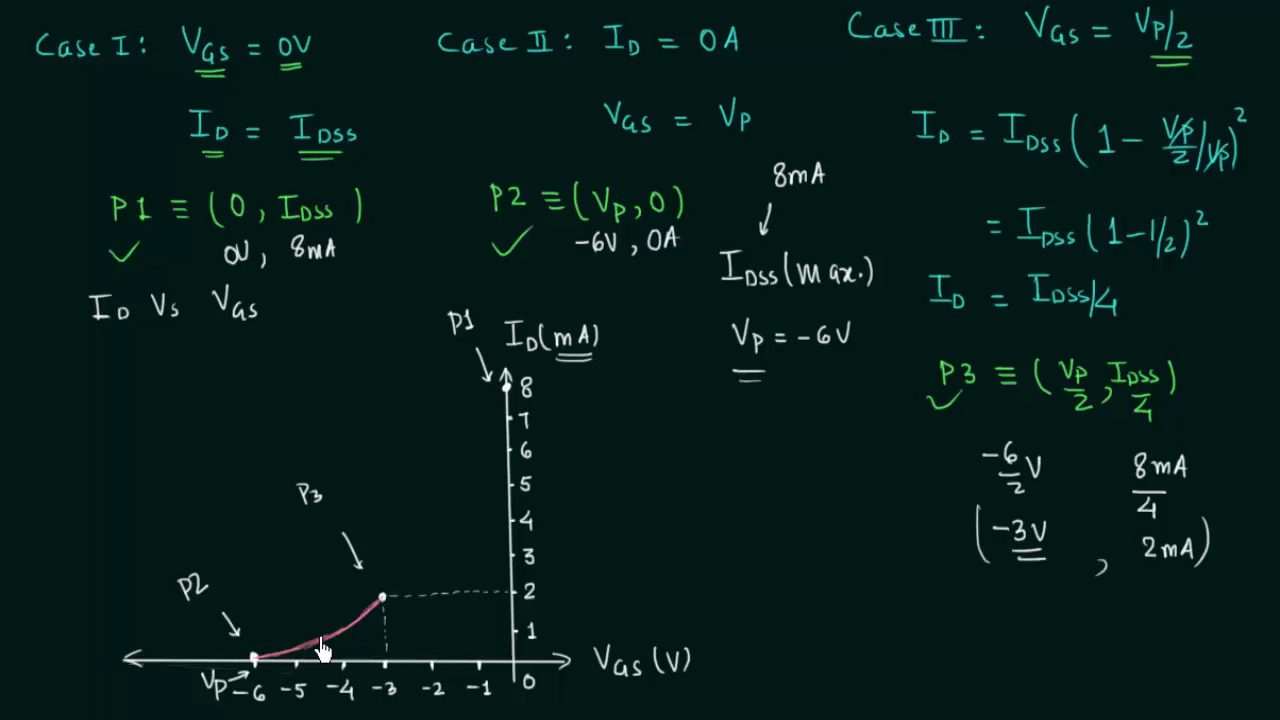 Case I: VGS = 0V
ID = IDSS
P1 ≡ (0, IDSS)
✓ 0V, 8mA
ID Vs VGS
Case II: ID = 0A
VGS = VP
P2 ≡ (VP, 0)
✓ -6V, 0A
8mA
IDSS(max.)
VP = -6V
Case III: VGS = VP/2
ID = IDSS(1 - VP/2/VP)²
= IDSS(1-1/2)²
ID = IDSS/4
P3 ≡ (VP/2, IDSS/4)
✓
-6/2 V 8mA/4
(-3V, 2mA)
P1
ID(mA)
8
7
6
5
4
3
2
1
P3
P2
VGS(V)
VP
-6 -5 -4 -3 -2 -1 0